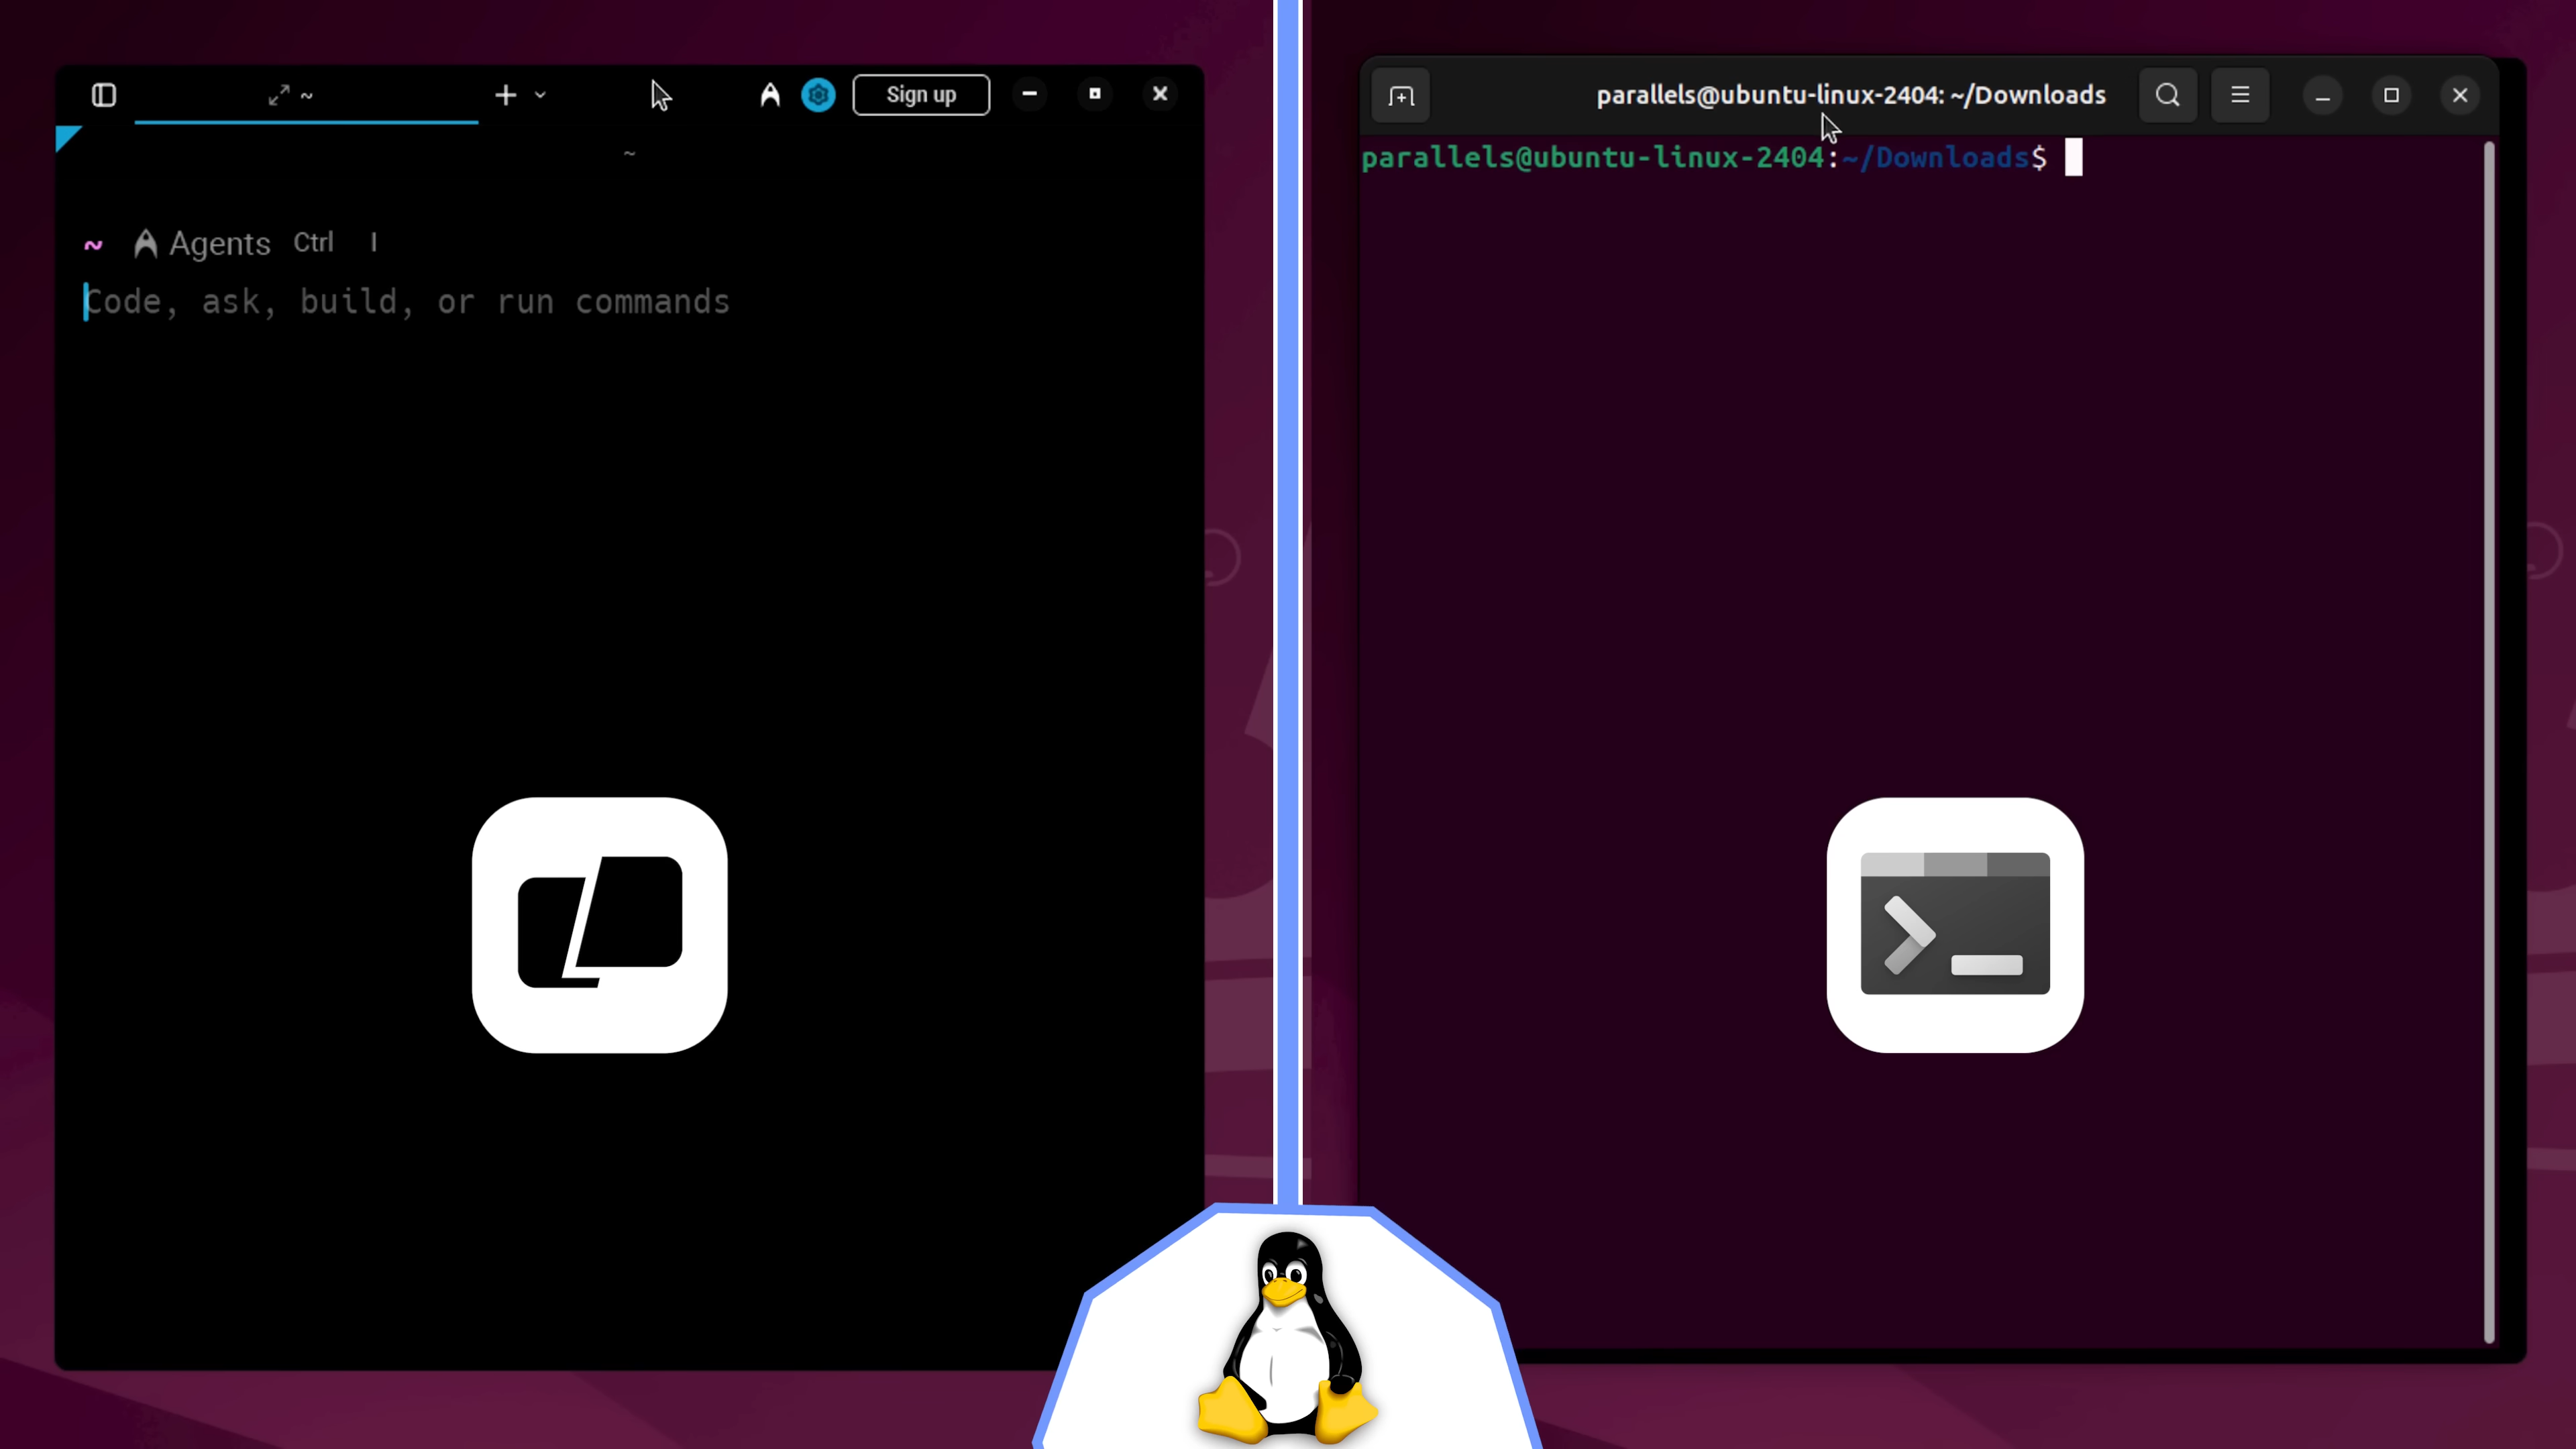 ~
Sign up
~
~ Agents Ctrl I
Code, ask, build, or run commands
parallels@ubuntu-linux-2404: ~/Downloads
parallels@ubuntu-linux-2404:~/Downloads$